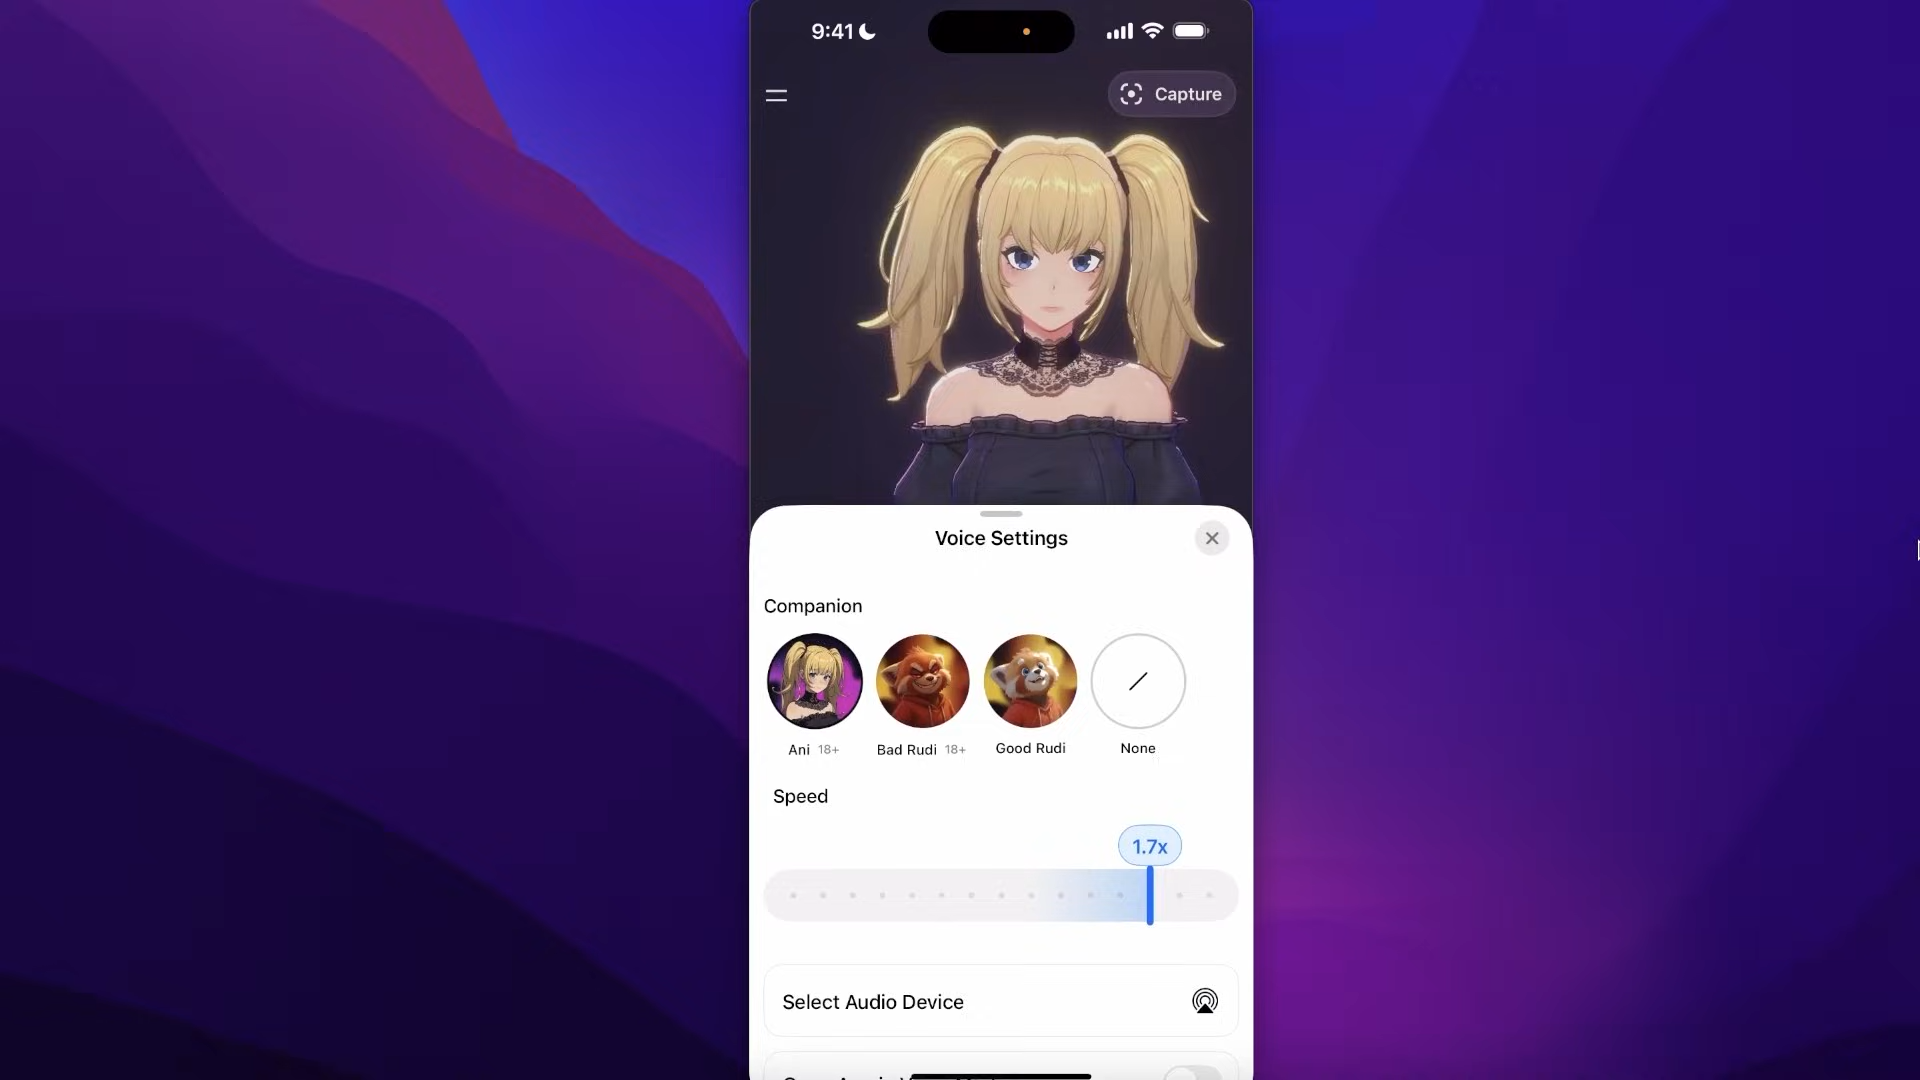 9:41
Capture
Voice Settings
Companion
Ani 18+
Bad Rudi 18+
Good Rudi
None
Speed
1.7x
Select Audio Device